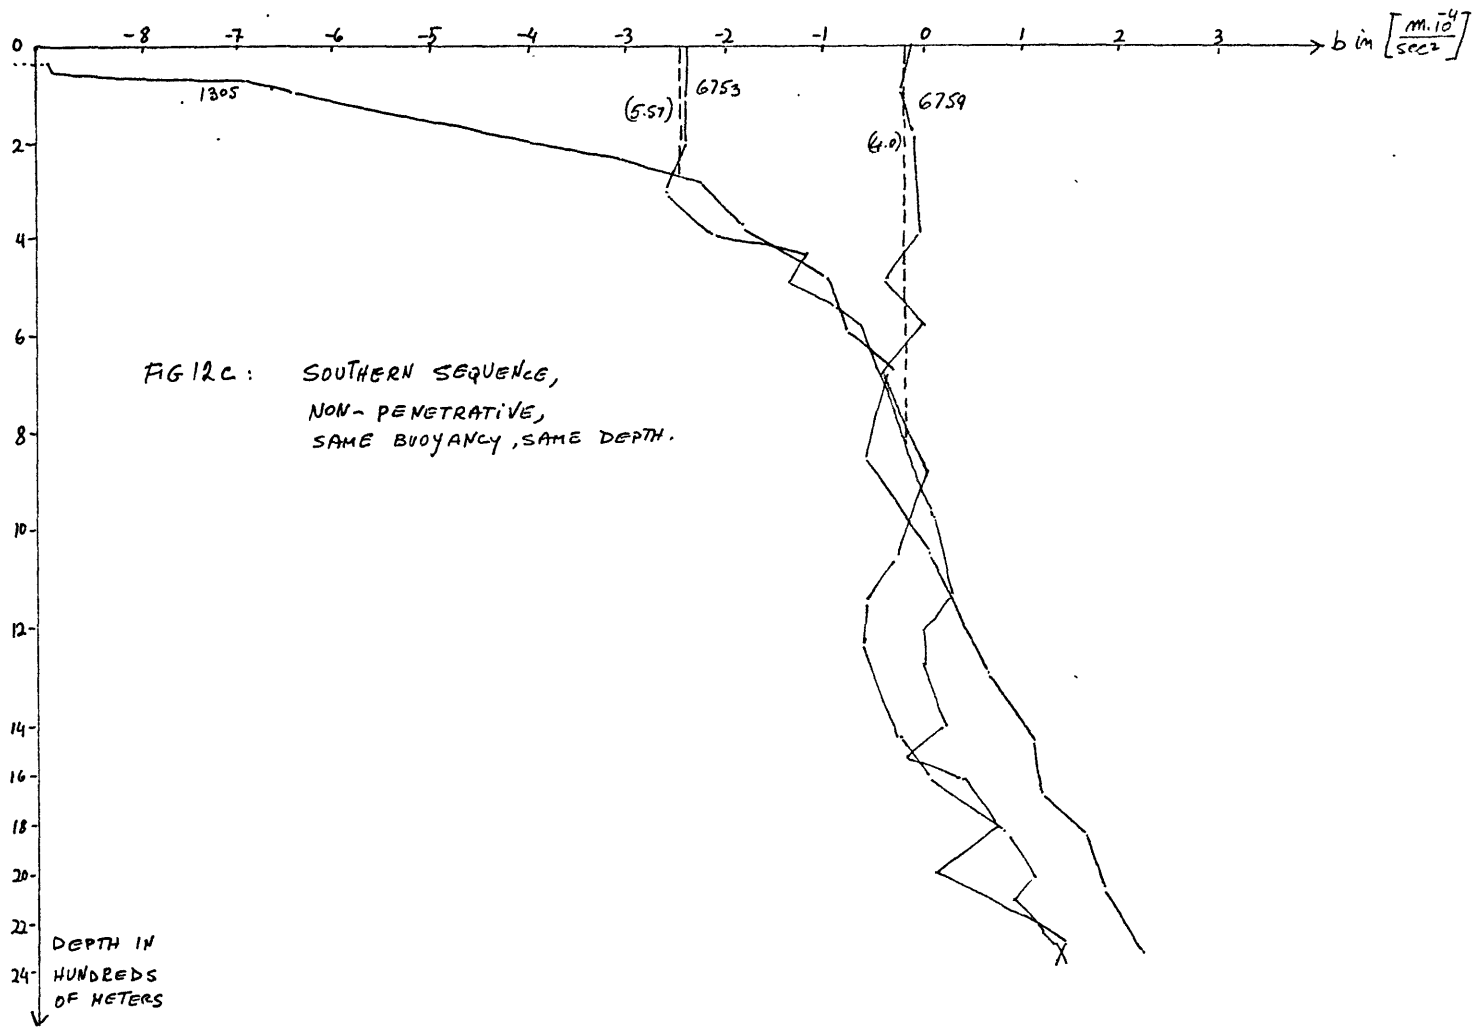 -8 -7 -6 -5 -4 -3 -2 -1 0 1 2 3 b in [m.10^-4 / sec^2]
0
1305
(5.57) 6753
6759
(4.0)
2
4
6
FIG 12c: SOUTHERN SEQUENCE,
NON-PENETRATIVE,
SAME BUOYANCY, SAME DEPTH.
8
10
12
14
16
18
20
22
24
DEPTH IN
HUNDREDS
OF METERS